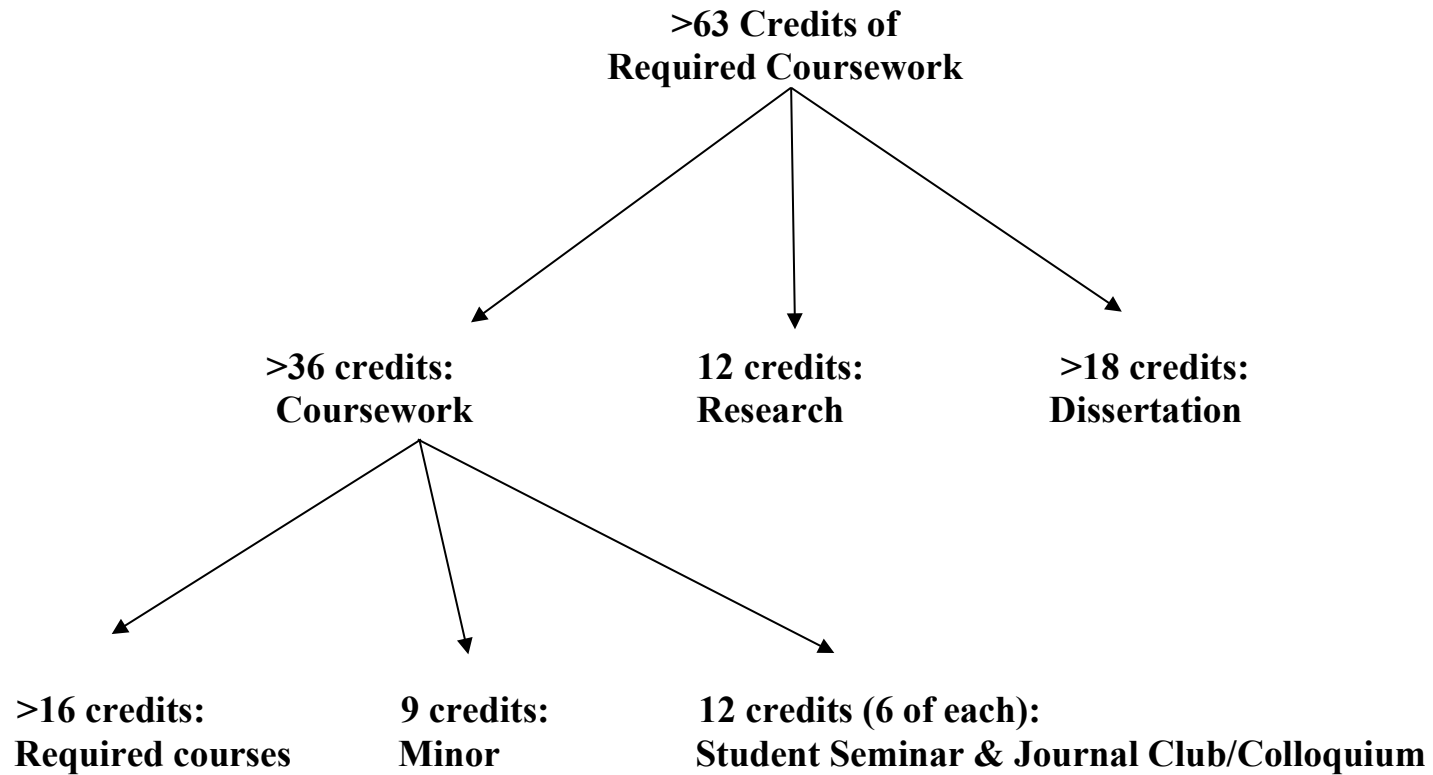 >63 Credits of
Required Coursework
>36 credits:
Coursework
12 credits:
Research
>18 credits:
Dissertation
>16 credits:
Required courses
9 credits:
Minor
12 credits (6 of each):
Student Seminar & Journal Club/Colloquium